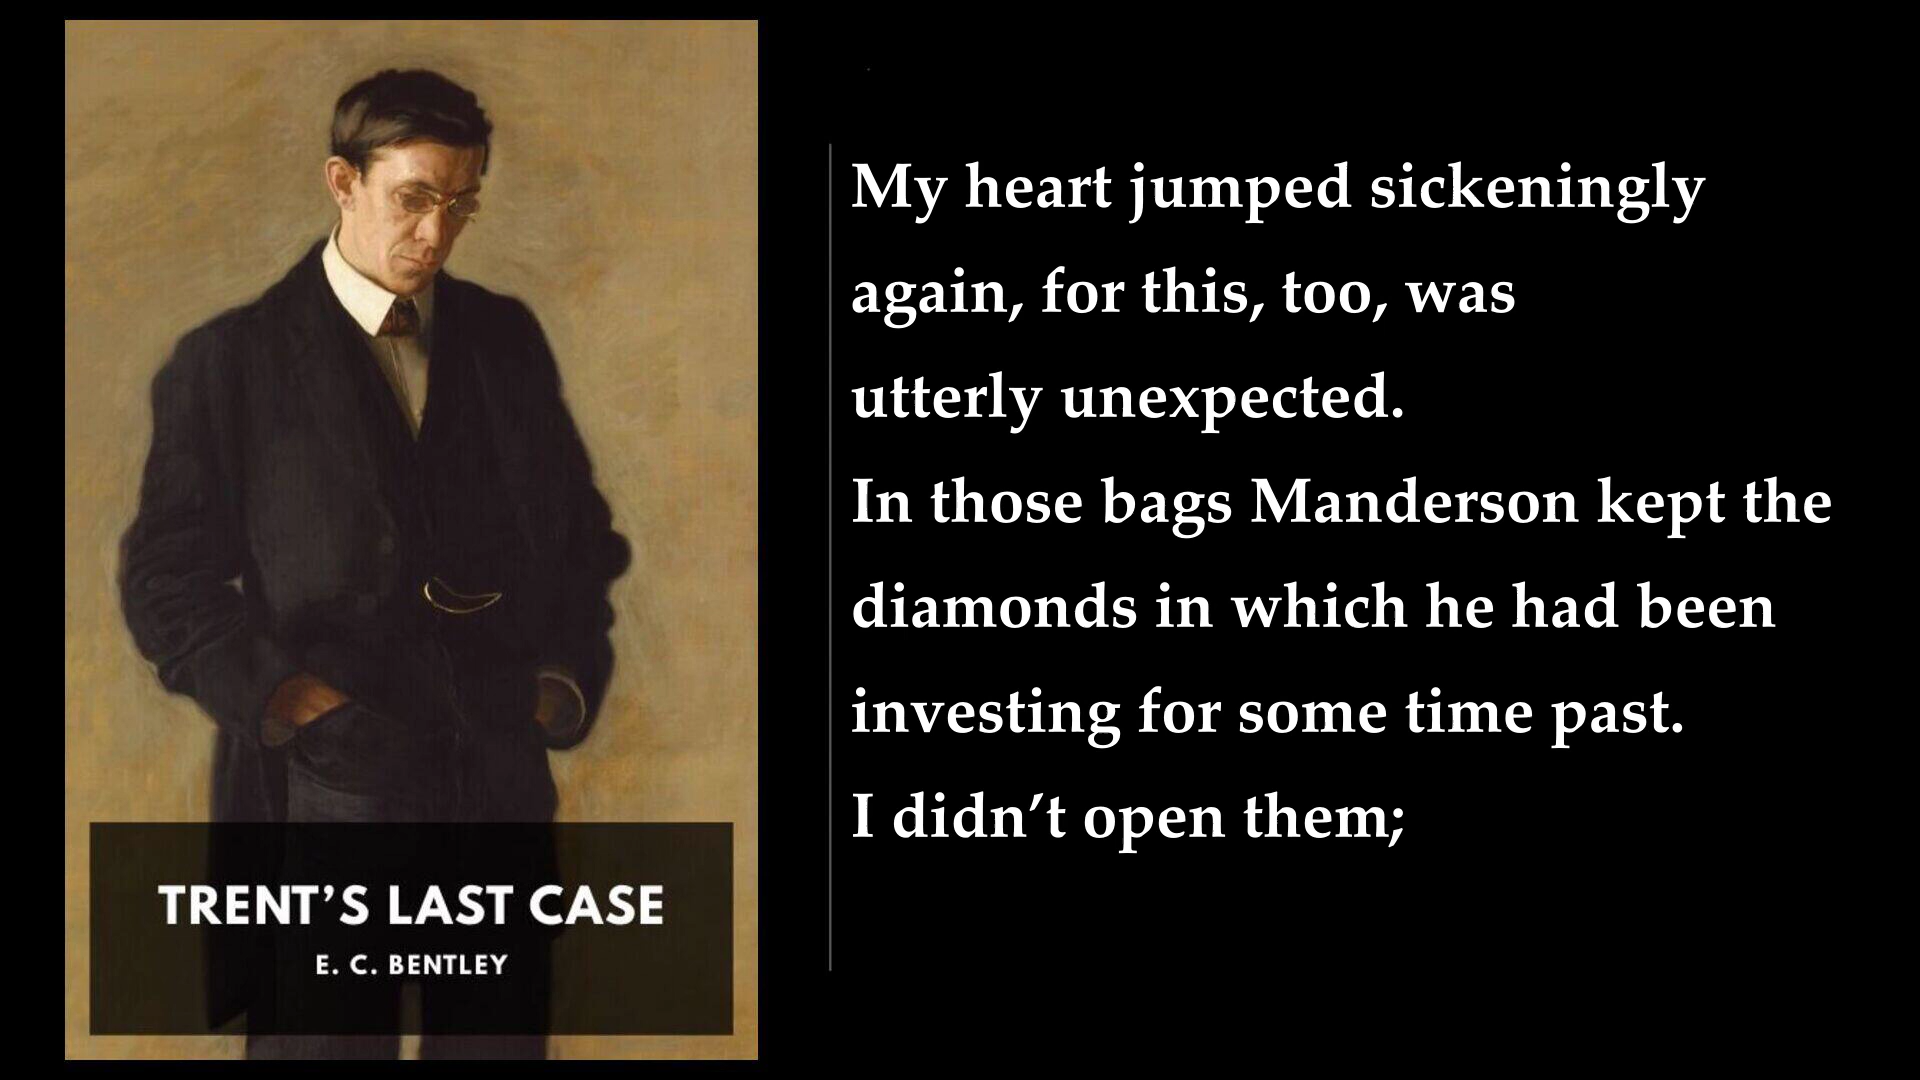 TRENT’S LAST CASE
E. C. BENTLEY
My heart jumped sickeningly
again, for this, too, was
utterly unexpected.
In those bags Manderson kept the
diamonds in which he had been
investing for some time past.
I didn’t open them;